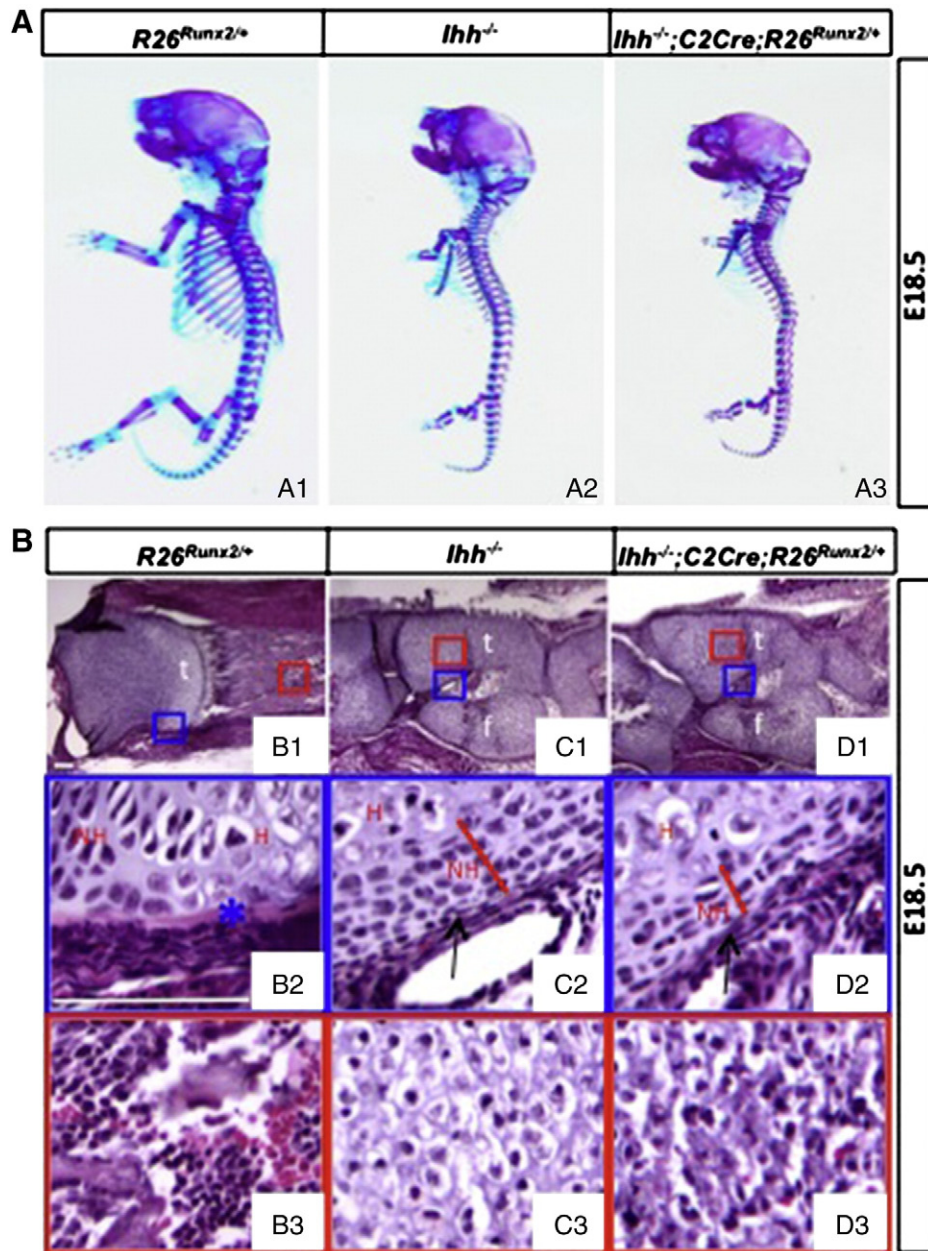 A
R26Runx2/+
Ihh-/-
Ihh-/-;C2Cre;R26Runx2/+
E18.5
A1
A2
A3
B
R26Runx2/+
Ihh-/-
Ihh-/-;C2Cre;R26Runx2/+
t
t
t
f
f
B1
C1
D1
NH
H
H
NH
H
NH
*
B2
C2
D2
E18.5
B3
C3
D3